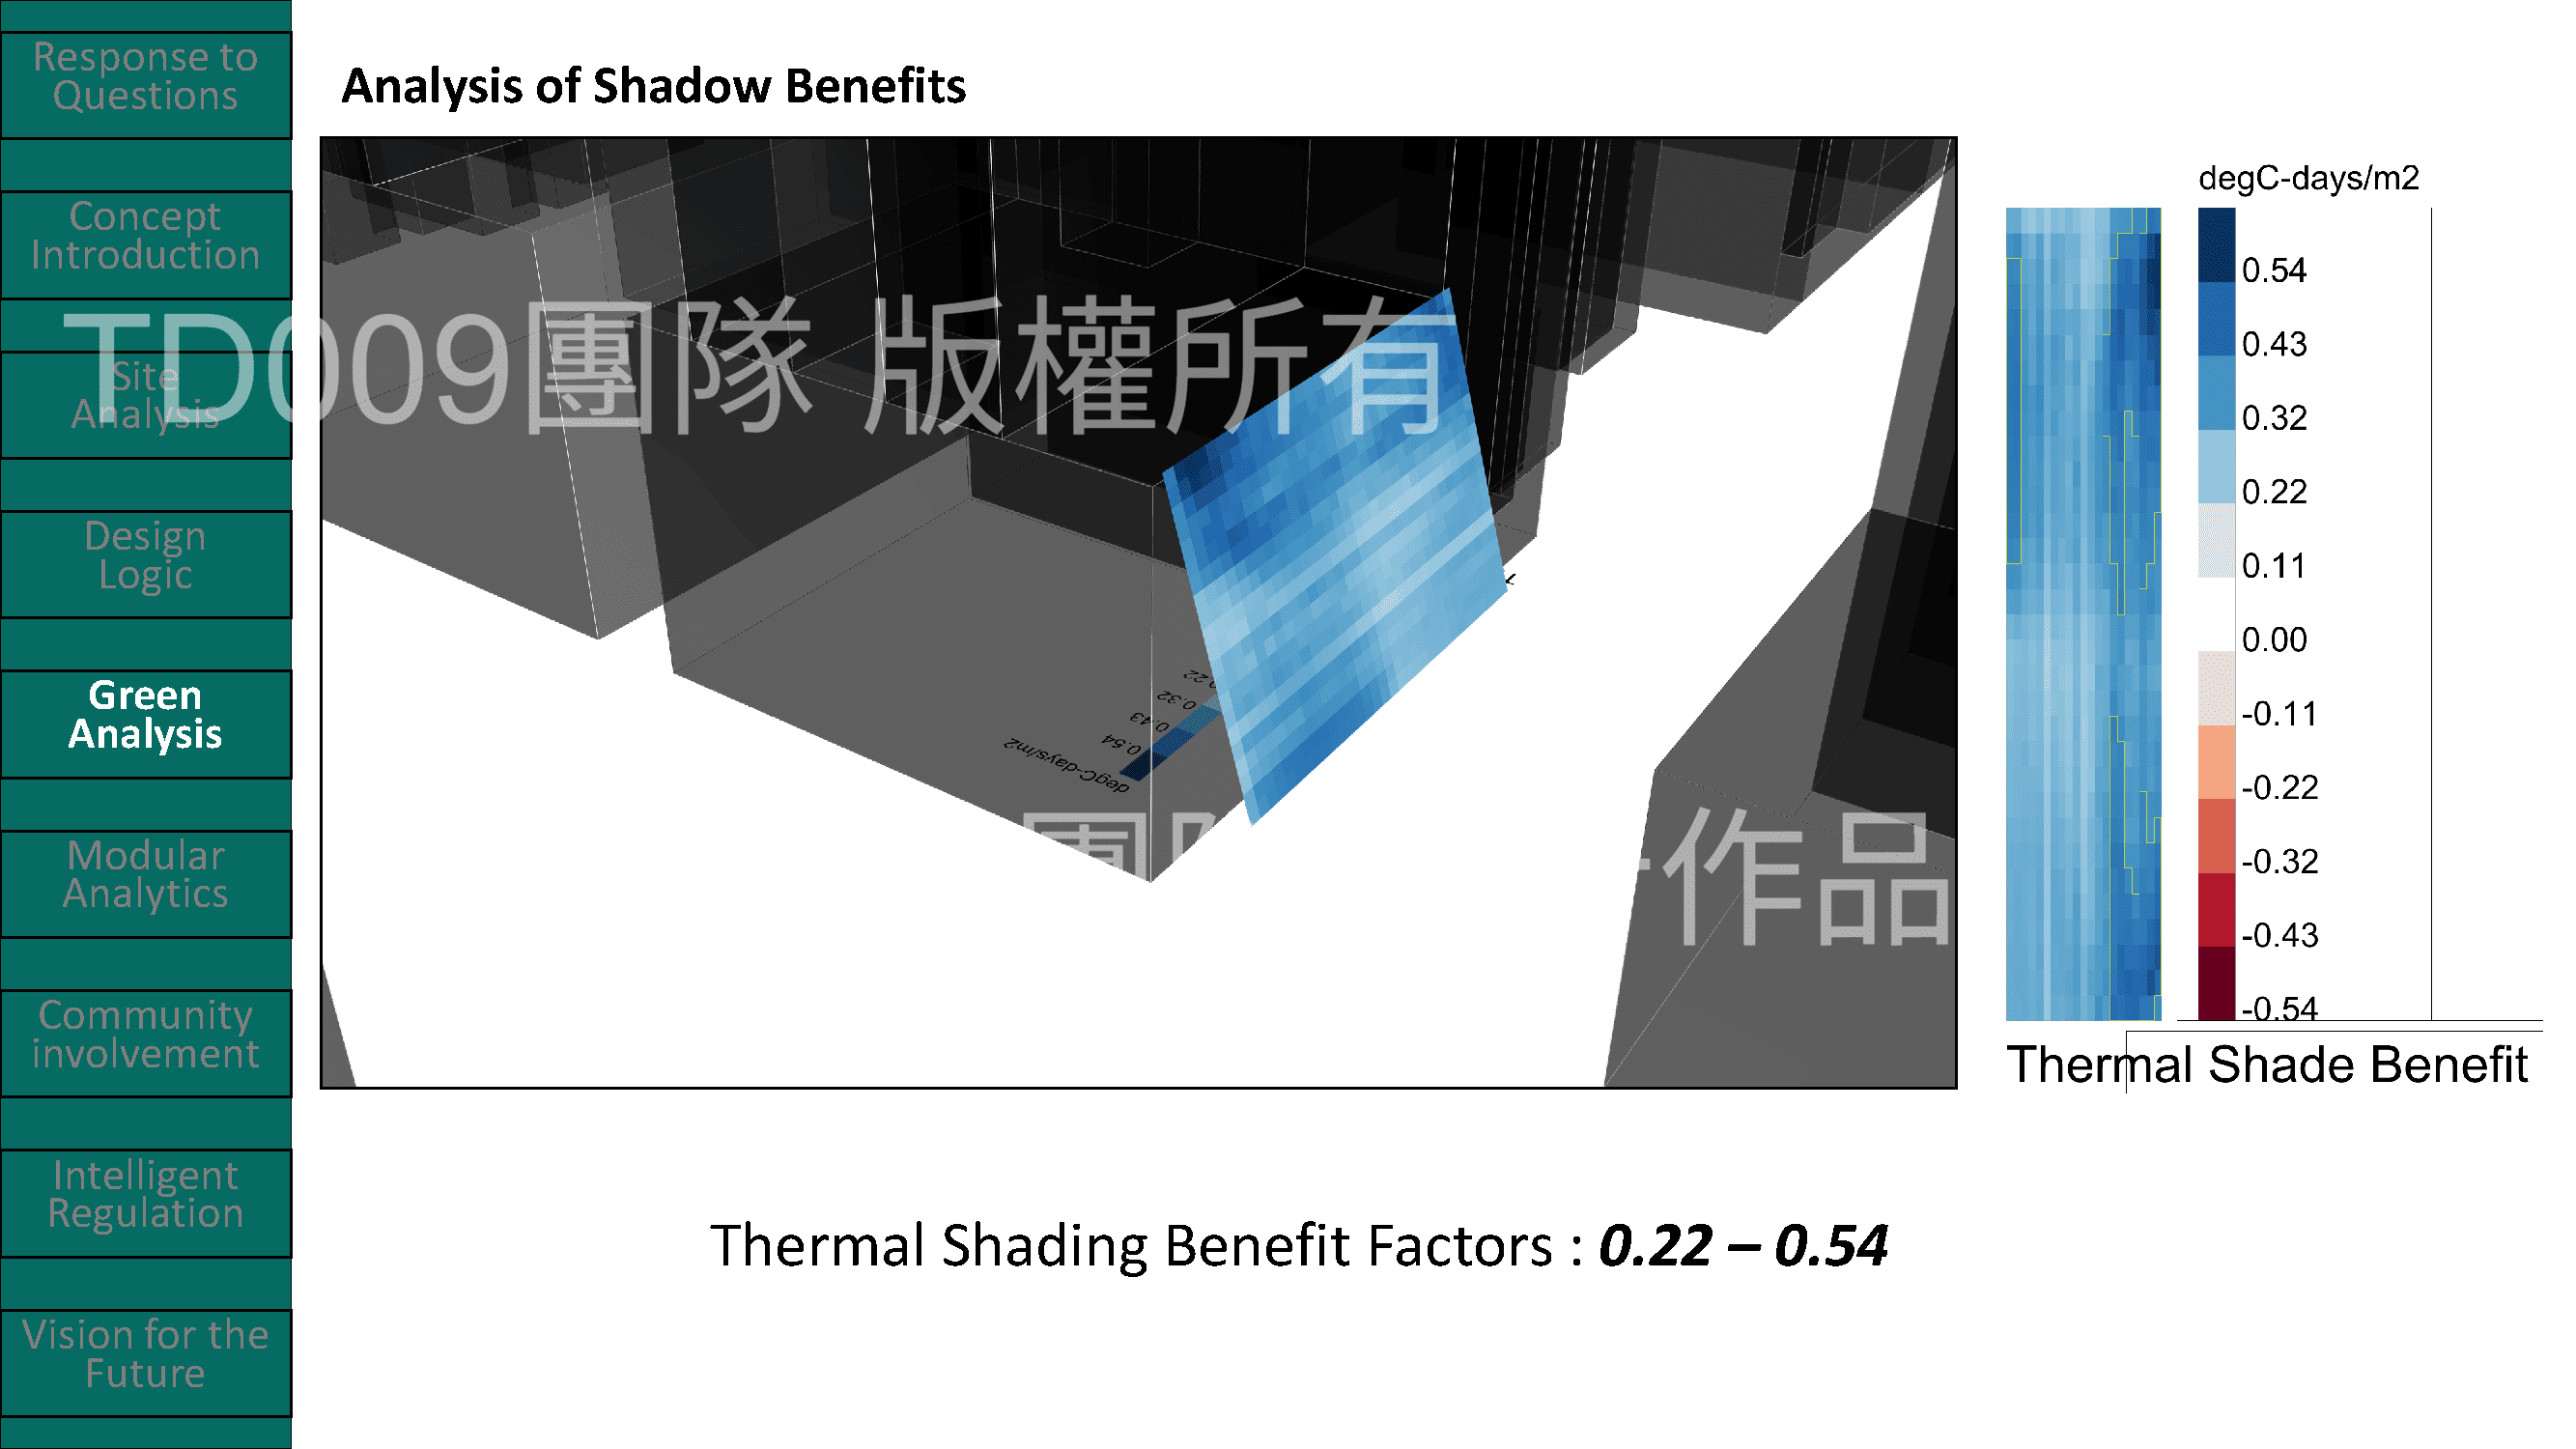 Response to
Questions
Concept
Introduction
Site
Analysis
Design
Logic
Green
Analysis
Modular
Analytics
Community
involvement
Intelligent
Regulation
Vision for the
Future
Analysis of Shadow Benefits
TD009團隊 版權所有
0.22
0.32
0.43
0.54
degC-days/m2
作品
degC-days/m2
0.54
0.43
0.32
0.22
0.11
0.00
-0.11
-0.22
-0.32
-0.43
-0.54
Thermal Shade Benefit
Thermal Shading Benefit Factors : 0.22 – 0.54